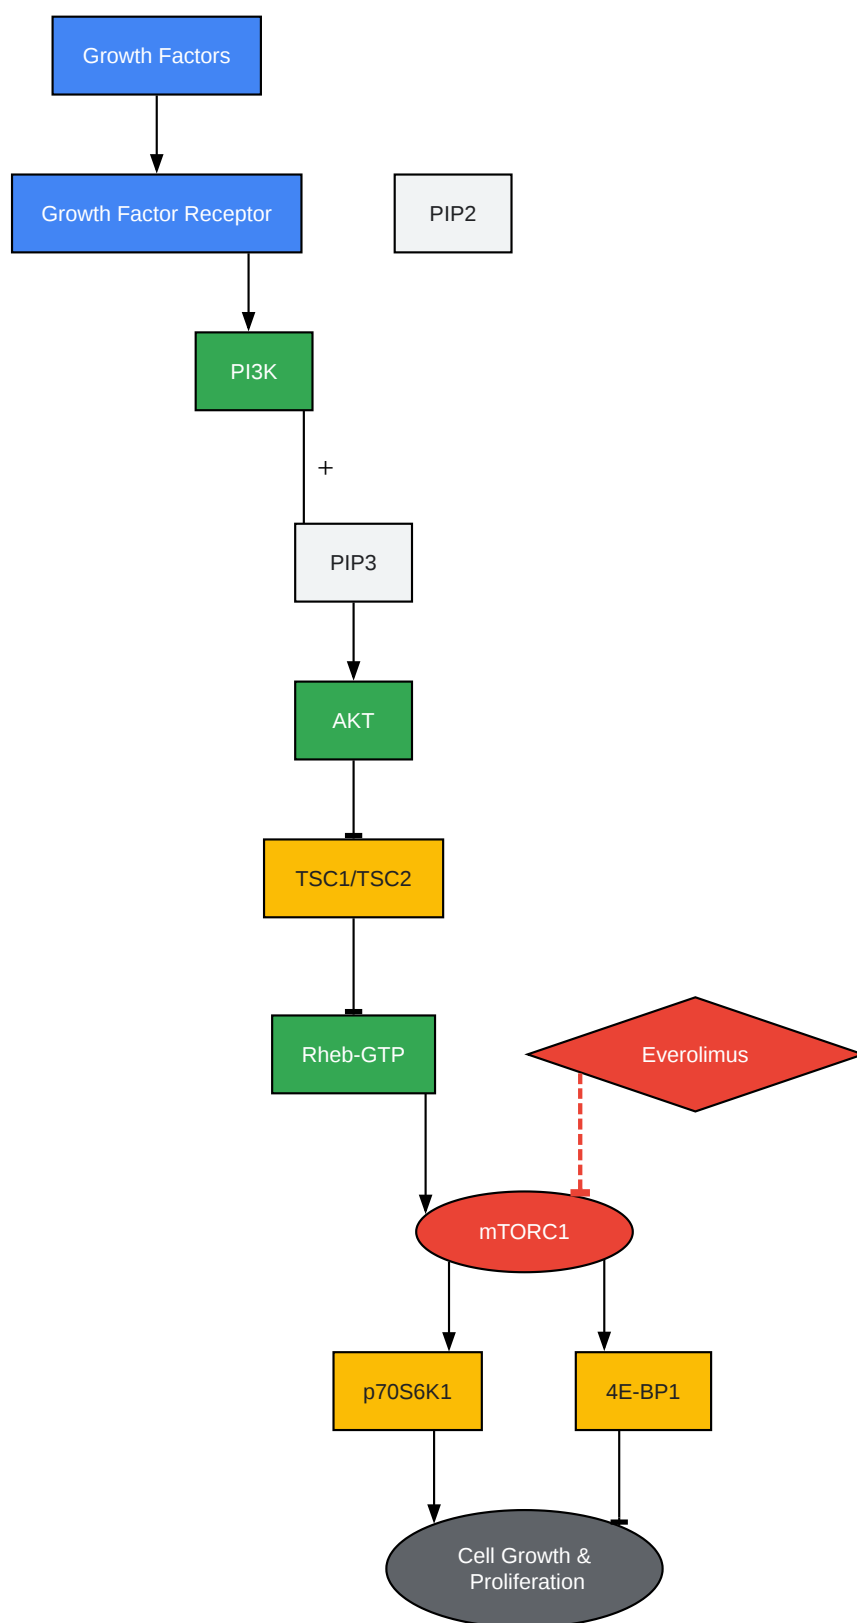 Growth Factors
Growth Factor Receptor
PIP2
PI3K
+
PIP3
AKT
TSC1/TSC2
Rheb-GTP
Everolimus
mTORC1
p70S6K1
4E-BP1
Cell Growth &
Proliferation